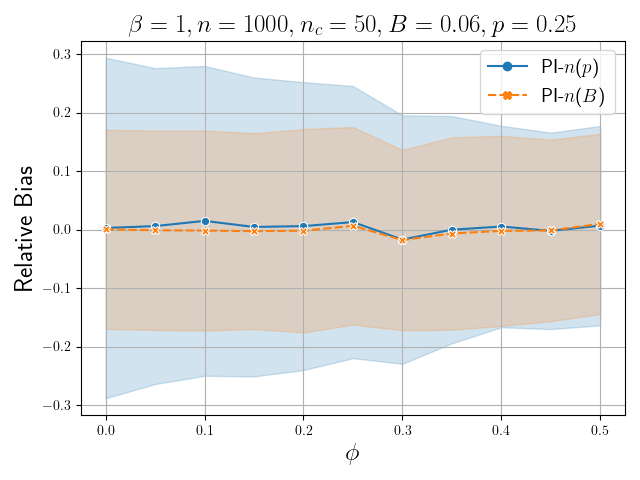 β = 1, n = 1000, n_c = 50, B = 0.06, p = 0.25
PI-n(p)
PI-n(B)
Relative Bias
0.3
0.2
0.1
0.0
−0.1
−0.2
−0.3
0.0 0.1 0.2 0.3 0.4 0.5
ϕ